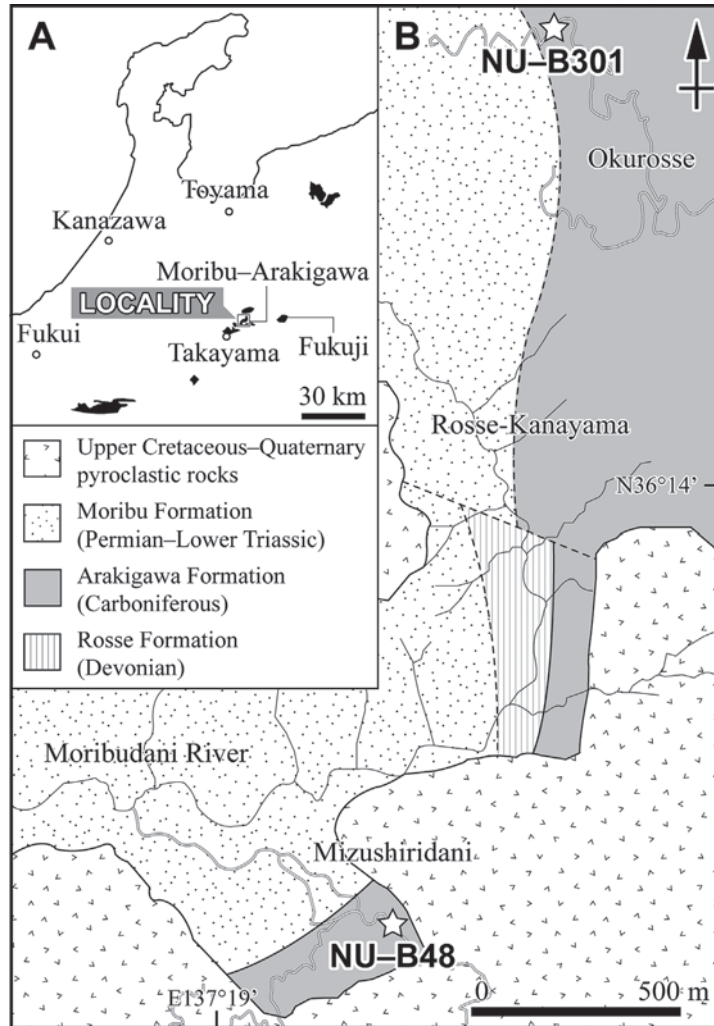 A
Toyama
Kanazawa
Moribu–Arakigawa
LOCALITY
Fukui
Takayama
Fukuji
30 km
Upper Cretaceous–Quaternary
pyroclastic rocks
Moribu Formation
(Permian–Lower Triassic)
Arakigawa Formation
(Carboniferous)
Rosse Formation
(Devonian)
B
NU–B301
Okurosse
Rosse-Kanayama
N36°14’
Moribudani River
Mizushiridani
NU–B48
E137°19’
0 500 m